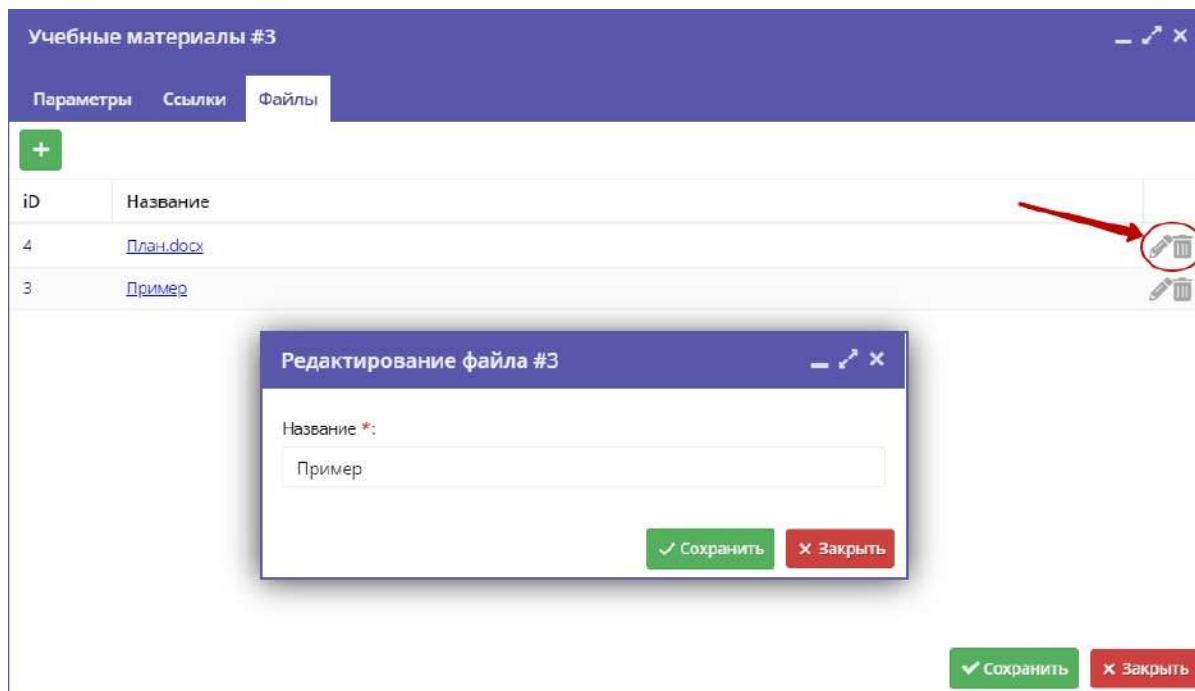 Учебные материалы #3
Параметры Ссылки Файлы
iD Название
4 План.docx
3 Пример
Редактирование файла #3
Название *:
Пример
Сохранить Закрыть
Сохранить Закрыть